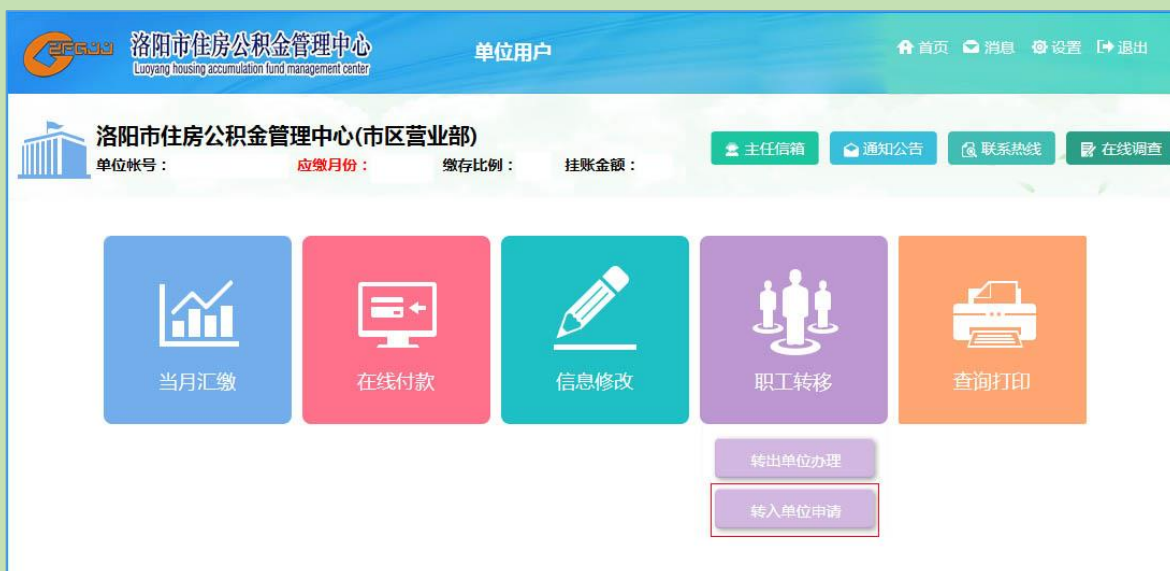 ZFGJJ 洛阳市住房公积金管理中心 单位用户 首页 消息 设置 退出
Luoyang housing accumulation fund management center
洛阳市住房公积金管理中心(市区营业部)
单位帐号： 应缴月份： 缴存比例： 挂账金额： 主任信箱 通知公告 联系热线 在线调查
当月汇缴 在线付款 信息修改 职工转移 查询打印
转出单位办理
转入单位申请